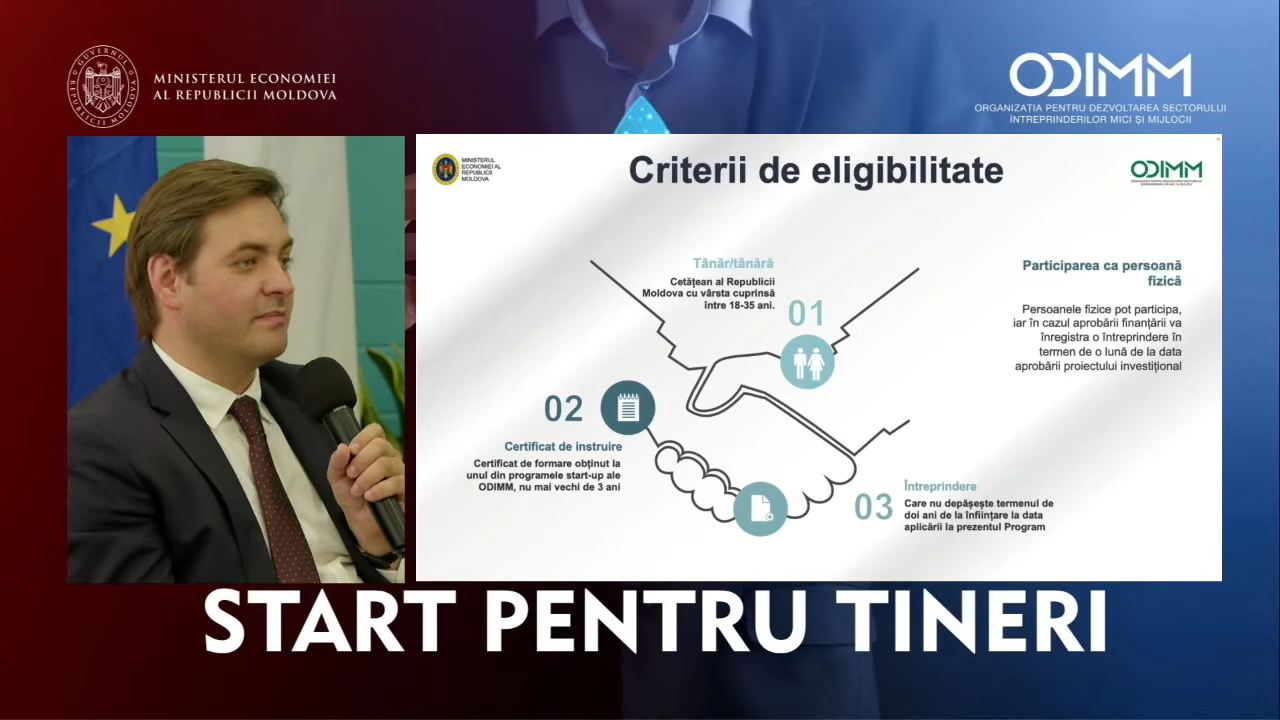 MINISTERUL ECONOMIEI
AL REPUBLICII MOLDOVA
GUVERNUL
REPUBLICII MOLDOVA
ODIMM
ORGANIZAȚIA PENTRU DEZVOLTAREA SECTORULUI
ÎNTREPRINDERILOR MICI ȘI MIJLOCII
MINISTERUL
ECONOMIEI AL
REPUBLICII
MOLDOVA
Criterii de eligibilitate
ODIMM
Tânăr/tânără
Cetățean al Republicii
Moldova cu vârsta cuprinsă
între 18-35 ani.
01
Participarea ca persoană
fizică
Persoanele fizice pot participa,
iar în cazul aprobării finanțării va
înregistra o întreprindere în
termen de o lună de la data
aprobării proiectului investițional
02
Certificat de instruire
Certificat de formare obținut la
unul din programele start-up ale
ODIMM, nu mai vechi de 3 ani
03
Întreprindere
Care nu depășește termenul de
doi ani de la înființare la data
aplicării la prezentul Program
START PENTRU TINERI